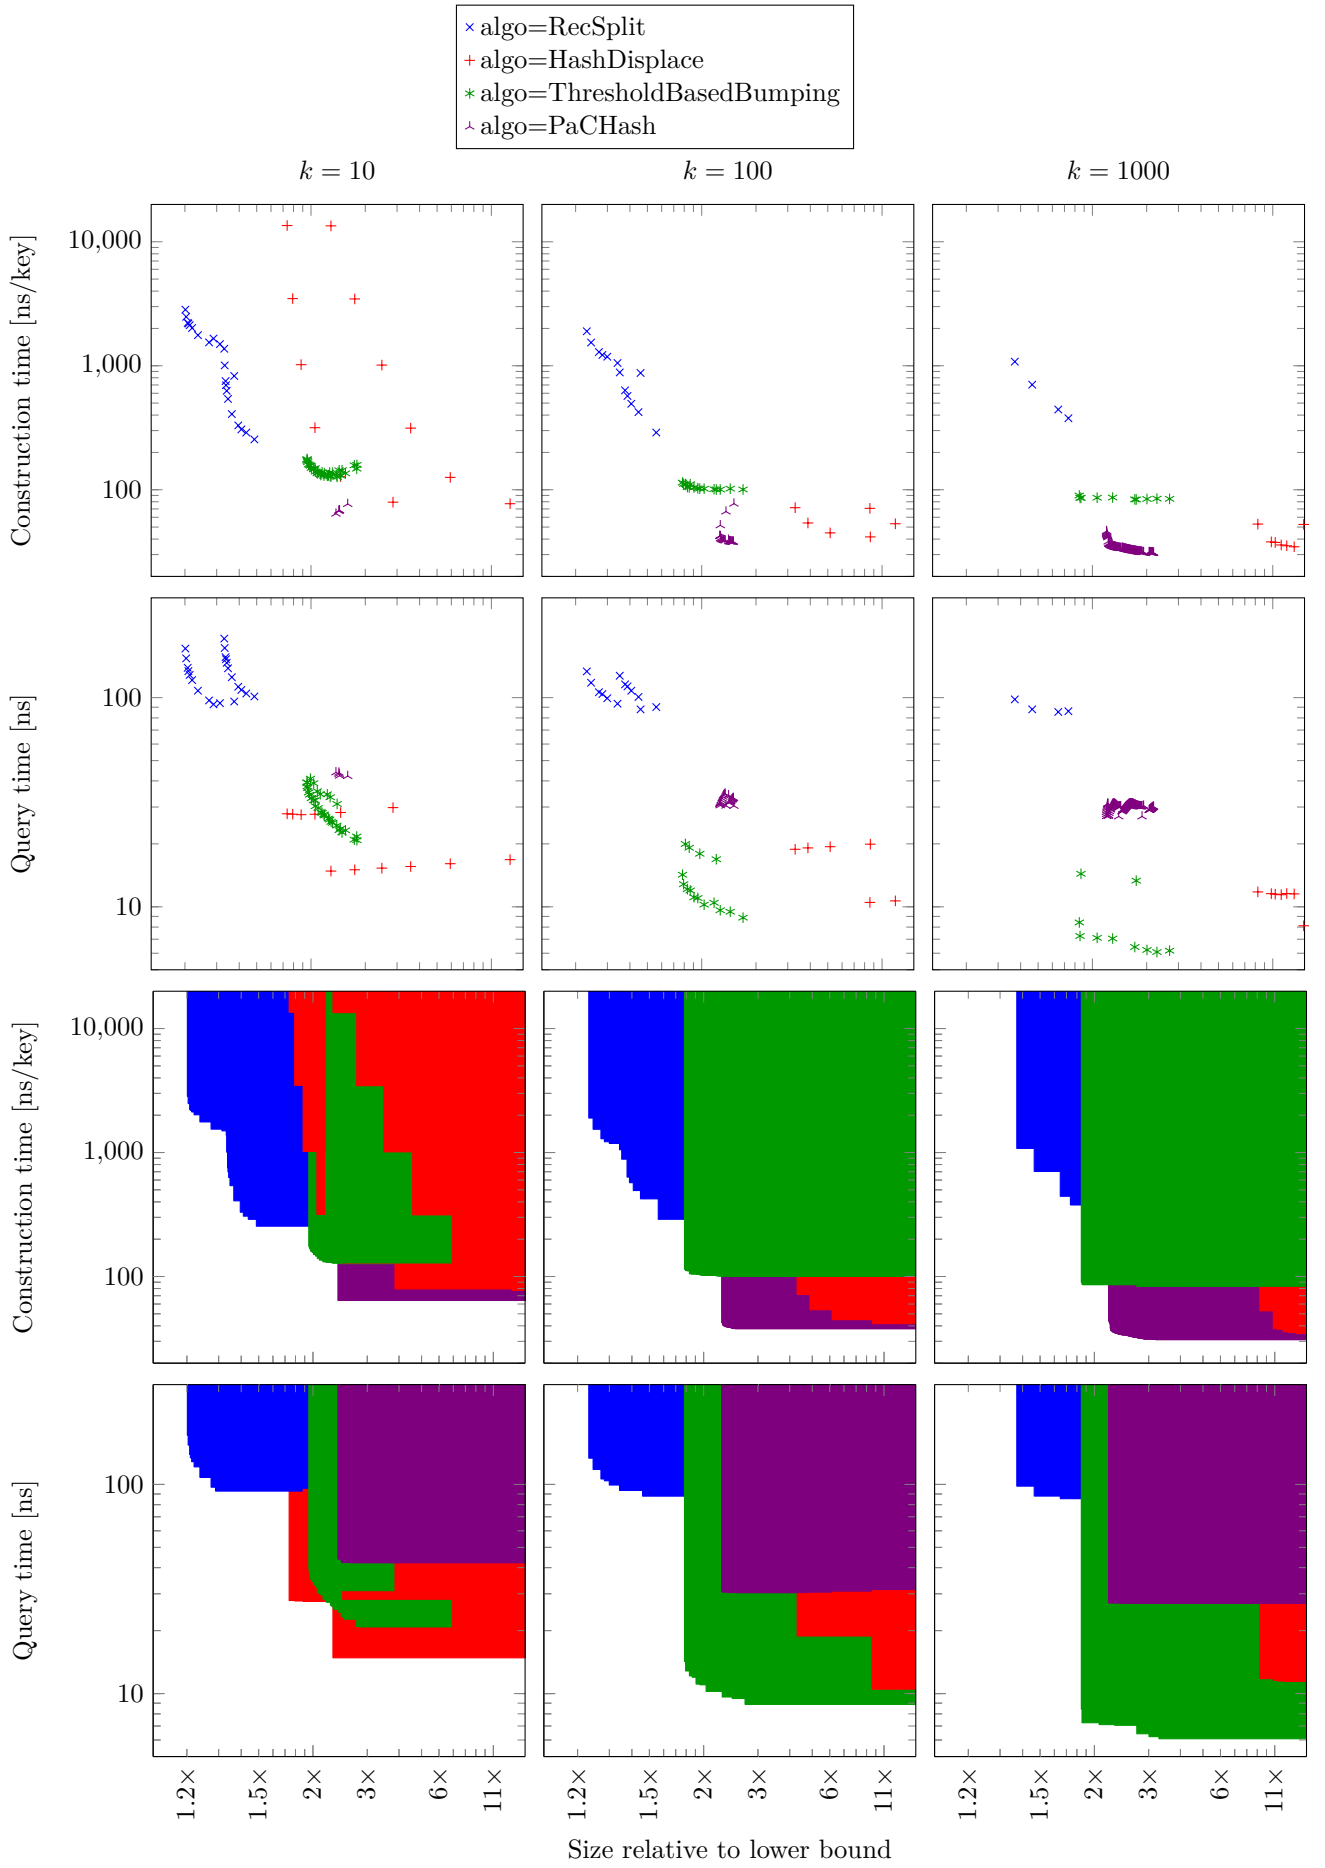 algo=RecSplit
algo=HashDisplace
algo=ThresholdBasedBumping
algo=PaCHash
k = 10
k = 100
k = 1000
Construction time [ns/key]
10,000
1,000
100
Query time [ns]
100
10
Construction time [ns/key]
10,000
1,000
100
Query time [ns]
100
10
1.2× 1.5× 2× 3× 6× 11×
1.2× 1.5× 2× 3× 6× 11×
1.2× 1.5× 2× 3× 6× 11×
Size relative to lower bound